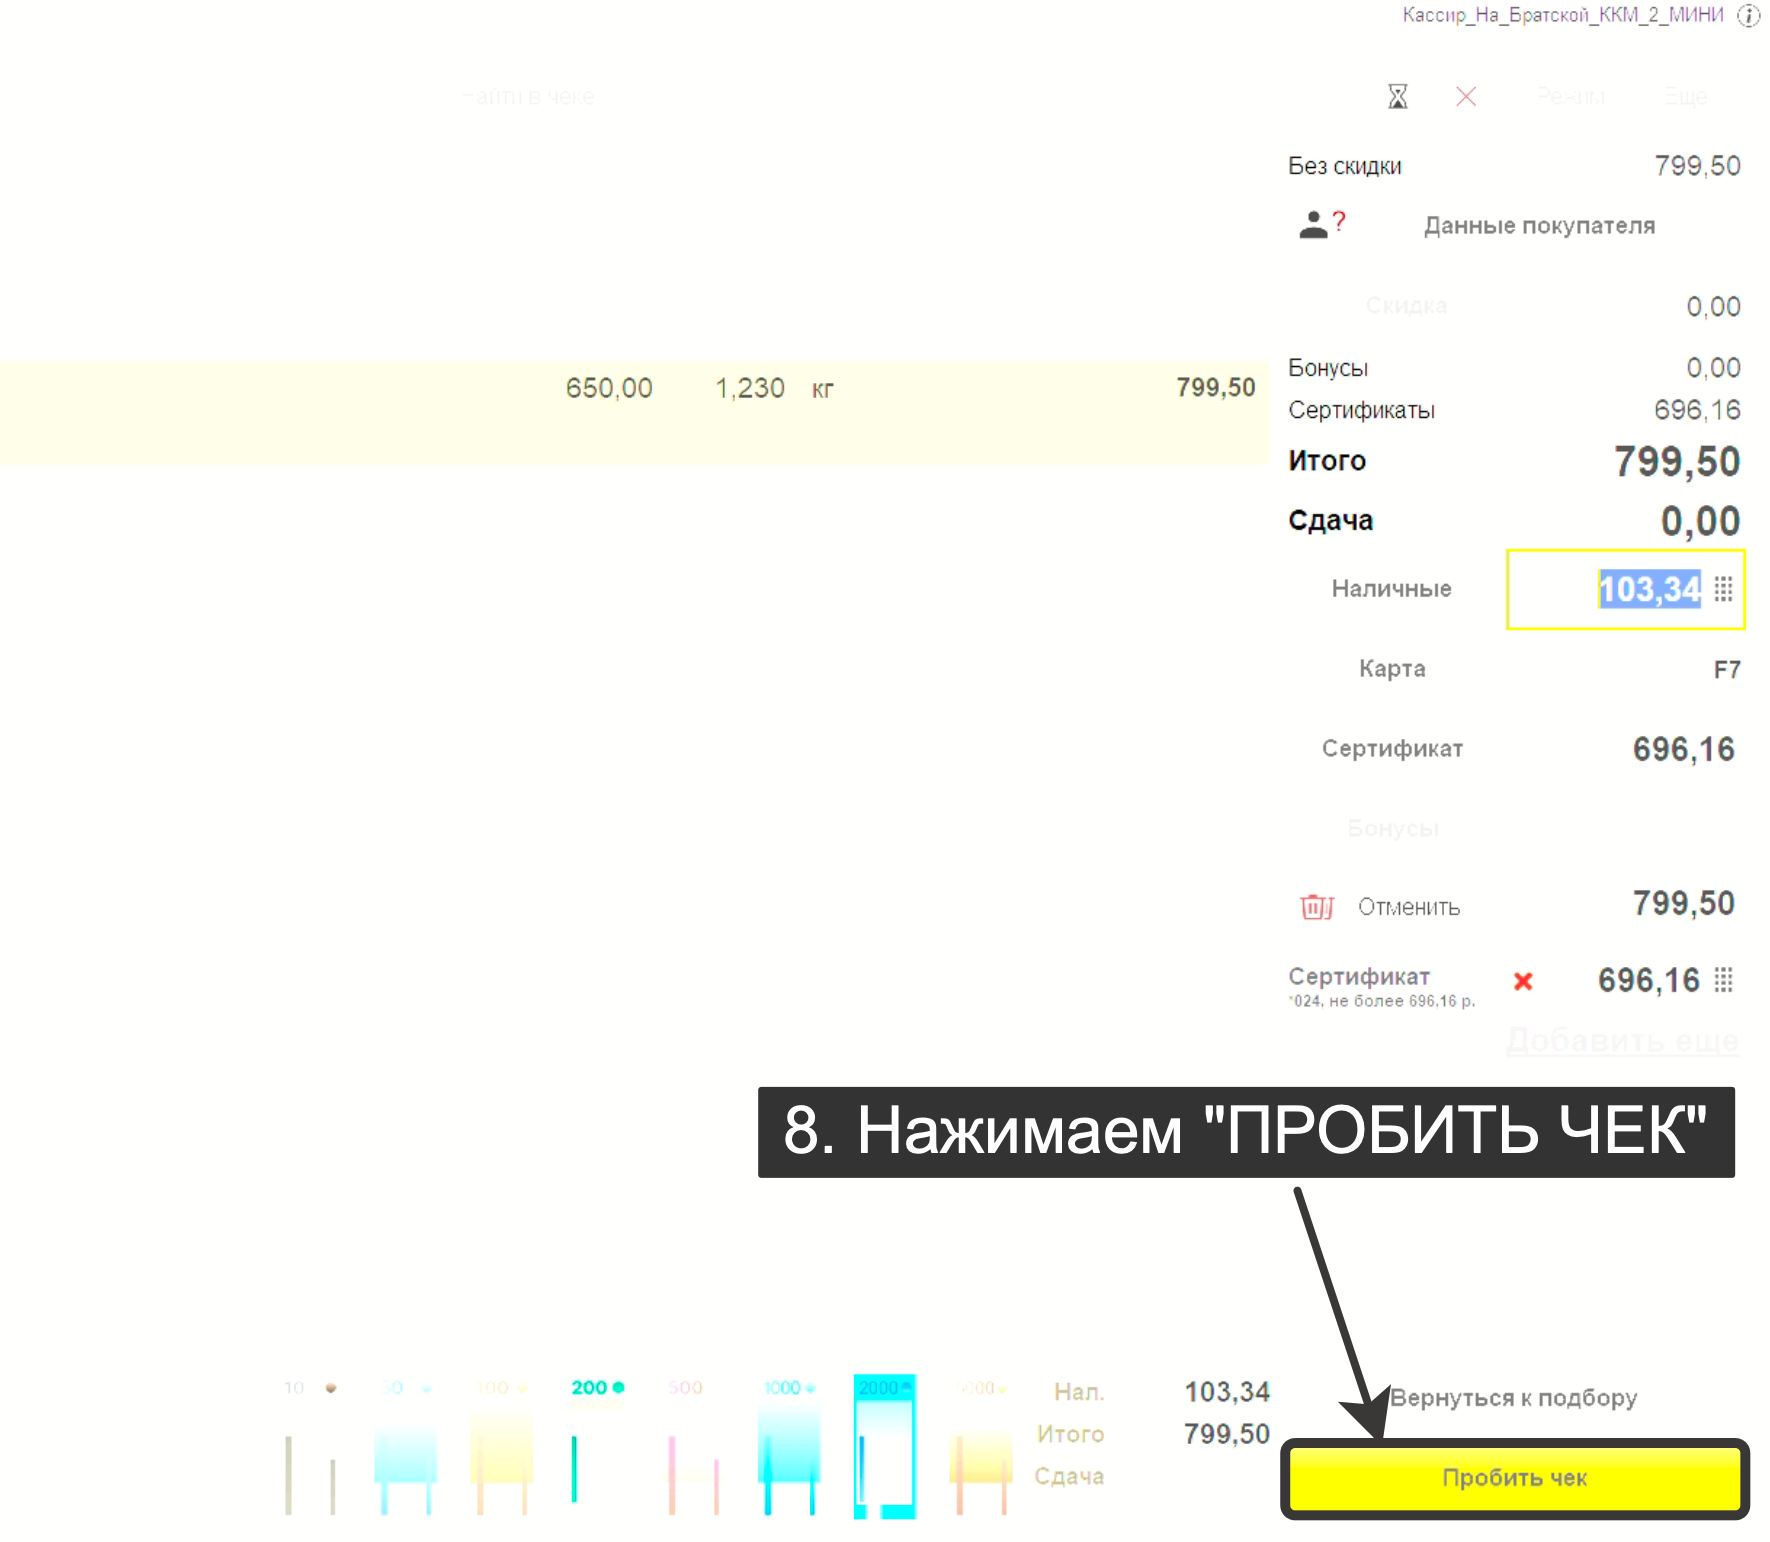 Кассир_На_Братской_ККМ_2_МИНИ
Найти в чеке
Режим Еще
Без скидки 799,50
? Данные покупателя
Скидка 0,00
Бонусы 0,00
650,00 1,230 кг 799,50
Сертификаты 696,16
Итого 799,50
Сдача 0,00
Наличные 103,34
Карта F7
Сертификат 696,16
Бонусы
Отменить 799,50
Сертификат 696,16
*024, не более 696,16 р.
Добавить еще
8. Нажимаем "ПРОБИТЬ ЧЕК"
10 50 100 200 500 1000 2000 5000
Нал. 103,34
Итого 799,50
Сдача
Вернуться к подбору
Пробить чек